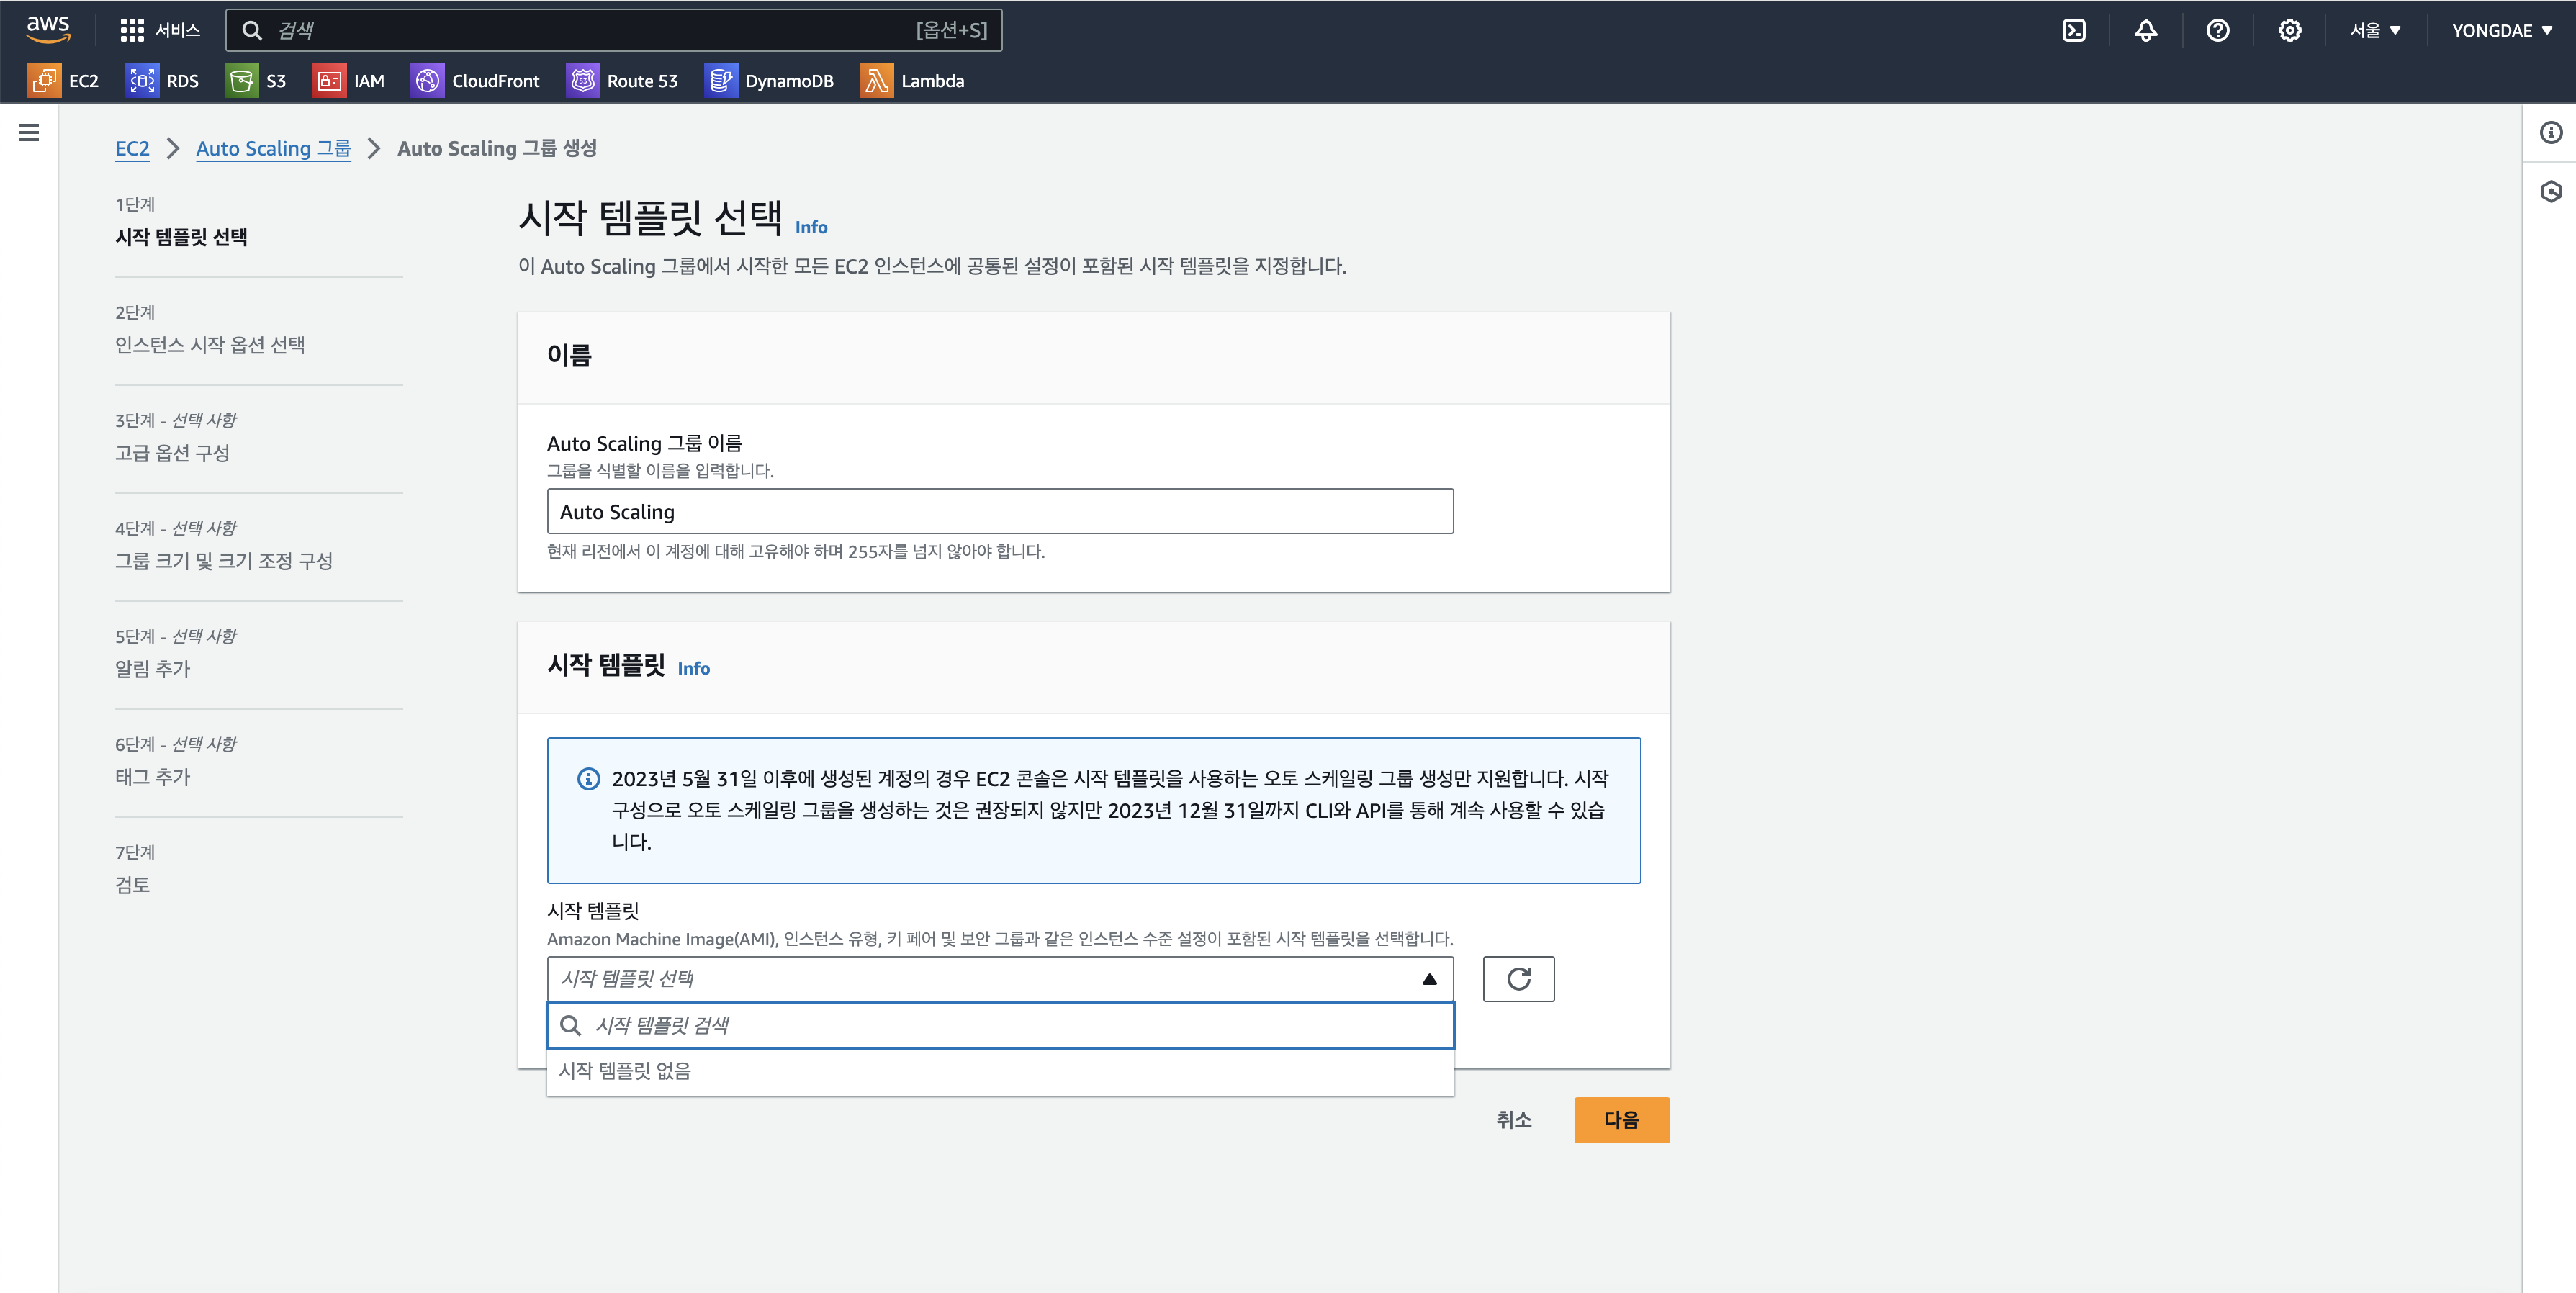 aws
서비스
검색
[옵션+S]
서울 ▼
YONGDAE ▼
EC2
RDS
S3
IAM
CloudFront
Route 53
DynamoDB
Lambda
EC2 > Auto Scaling 그룹 > Auto Scaling 그룹 생성
1단계
시작 템플릿 선택
2단계
인스턴스 시작 옵션 선택
3단계 - 선택 사항
고급 옵션 구성
4단계 - 선택 사항
그룹 크기 및 크기 조정 구성
5단계 - 선택 사항
알림 추가
6단계 - 선택 사항
태그 추가
7단계
검토
시작 템플릿 선택 Info
이 Auto Scaling 그룹에서 시작한 모든 EC2 인스턴스에 공통된 설정이 포함된 시작 템플릿을 지정합니다.
이름
Auto Scaling 그룹 이름
그룹을 식별할 이름을 입력합니다.
Auto Scaling
현재 리전에서 이 계정에 대해 고유해야 하며 255자를 넘지 않아야 합니다.
시작 템플릿 Info
2023년 5월 31일 이후에 생성된 계정의 경우 EC2 콘솔은 시작 템플릿을 사용하는 오토 스케일링 그룹 생성만 지원합니다. 시작
구성으로 오토 스케일링 그룹을 생성하는 것은 권장되지 않지만 2023년 12월 31일까지 CLI와 API를 통해 계속 사용할 수 있습
니다.
시작 템플릿
Amazon Machine Image(AMI), 인스턴스 유형, 키 페어 및 보안 그룹과 같은 인스턴스 수준 설정이 포함된 시작 템플릿을 선택합니다.
시작 템플릿 선택
시작 템플릿 검색
시작 템플릿 없음
취소
다음